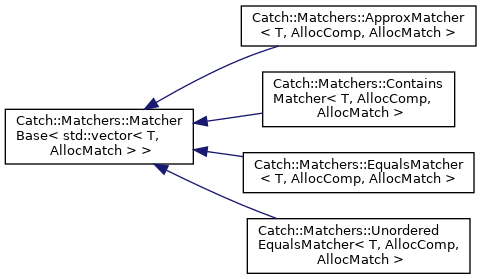 Catch::Matchers::ApproxMatcher
< T, AllocComp, AllocMatch >
Catch::Matchers::Contains
Matcher< T, AllocComp,
AllocMatch >
Catch::Matchers::Matcher
Base< std::vector< T,
AllocMatch > >
Catch::Matchers::EqualsMatcher
< T, AllocComp, AllocMatch >
Catch::Matchers::Unordered
EqualsMatcher< T, AllocComp,
AllocMatch >